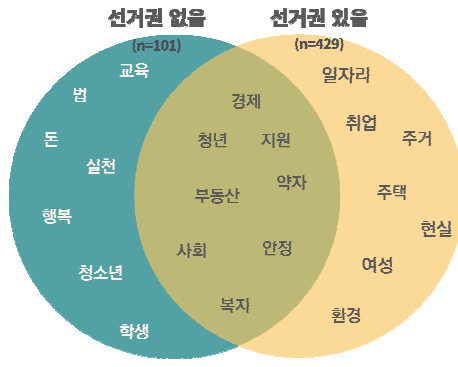 선거권 없음
(n=101)
선거권 있음
(n=429)
교육
법
돈
실천
행복
청소년
학생
경제
청년
지원
부동산
약자
사회
안정
복지
일자리
취업
주거
주택
현실
여성
환경